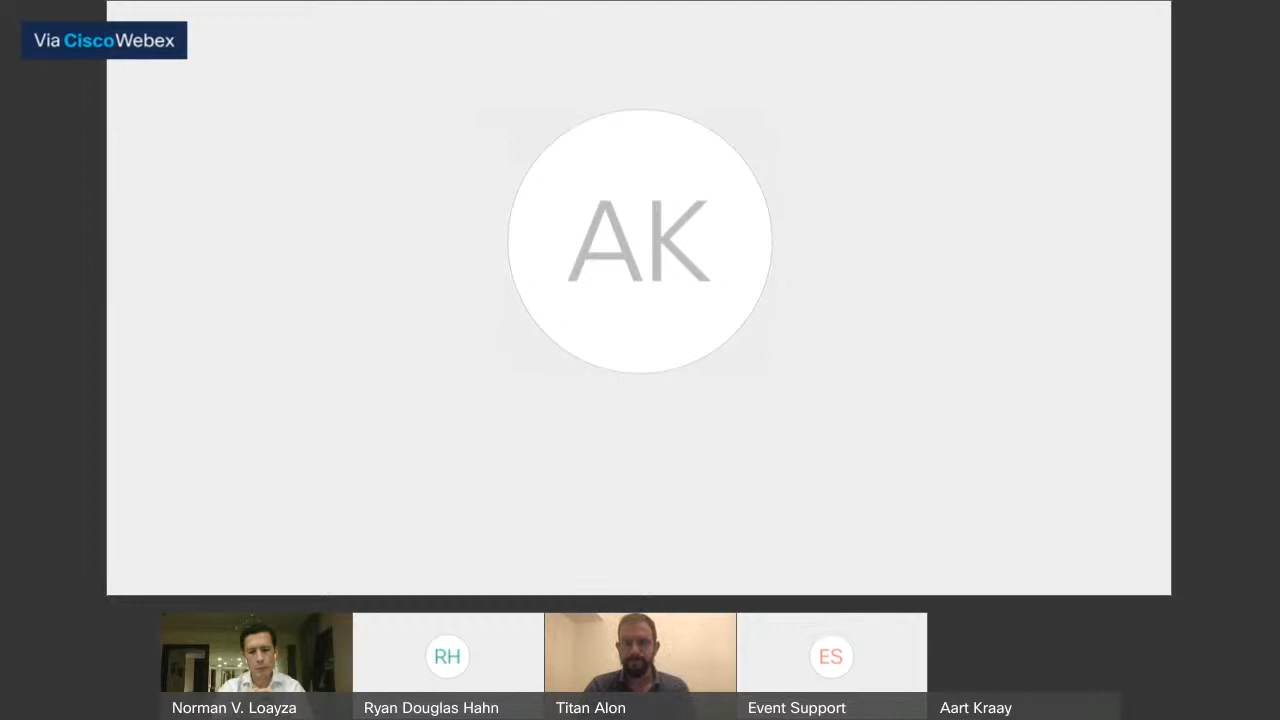 Via CiscoWebex
AK
RH
ES
Norman V. Loayza
Ryan Douglas Hahn
Titan Alon
Event Support
Aart Kraay